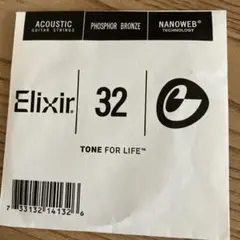 ACOUSTIC
GUITAR STRINGS
PHOSPHOR BRONZE
NANOWEB®
TECHNOLOGY
Elixir® 32
TONE FOR LIFE™
7 33132 14132 6